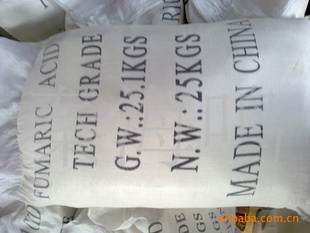 FUMARIC ACID
TECH GRADE
G.W.:25.1KGS
N.W.:25KGS
MADE IN CHINA